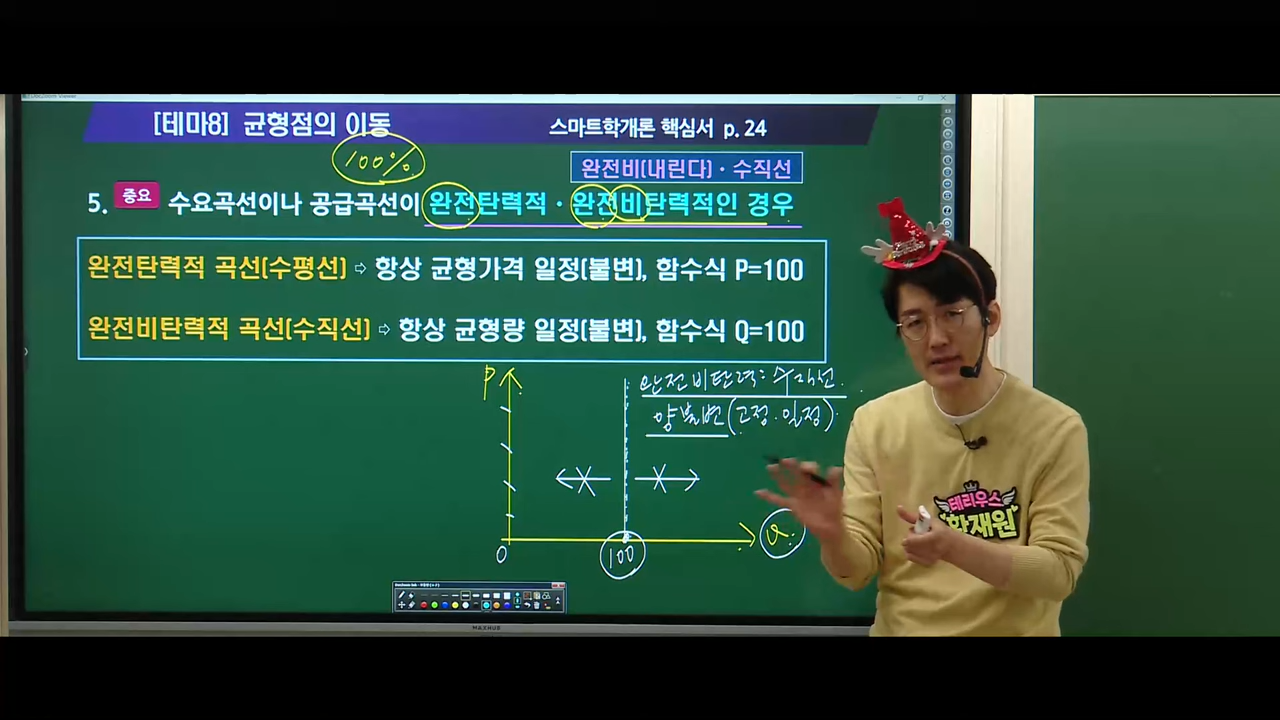 [테마8] 균형점의 이동
스마트학개론 핵심서 p. 24
100%
완전비(내린다)·수직선
5. 중요 수요곡선이나 공급곡선이 완전탄력적·완전비탄력적인 경우
완전탄력적 곡선(수평선) ⇨ 항상 균형가격 일정(불변), 함수식 P=100
완전비탄력적 곡선(수직선) ⇨ 항상 균형량 일정(불변), 함수식 Q=100
P
완전비탄력: 수직선.
양불변(고정·일정)
0
100
Q
테리우스
황재원
MAXHUB